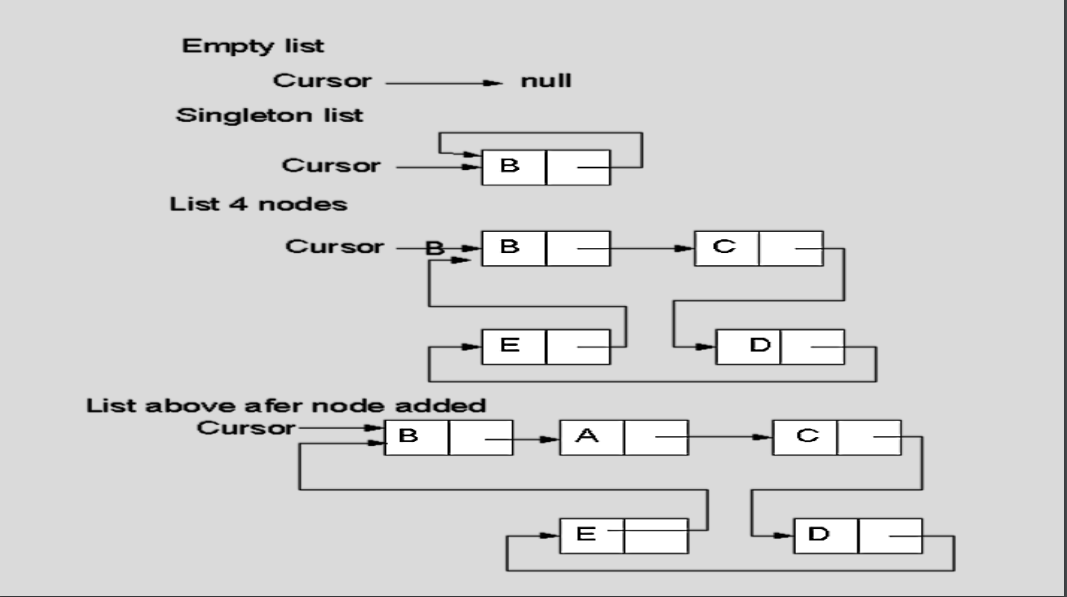 Empty list
Cursor null
Singleton list
Cursor B
List 4 nodes
Cursor B B C
E D
List above afer node added
Cursor B A C
E D